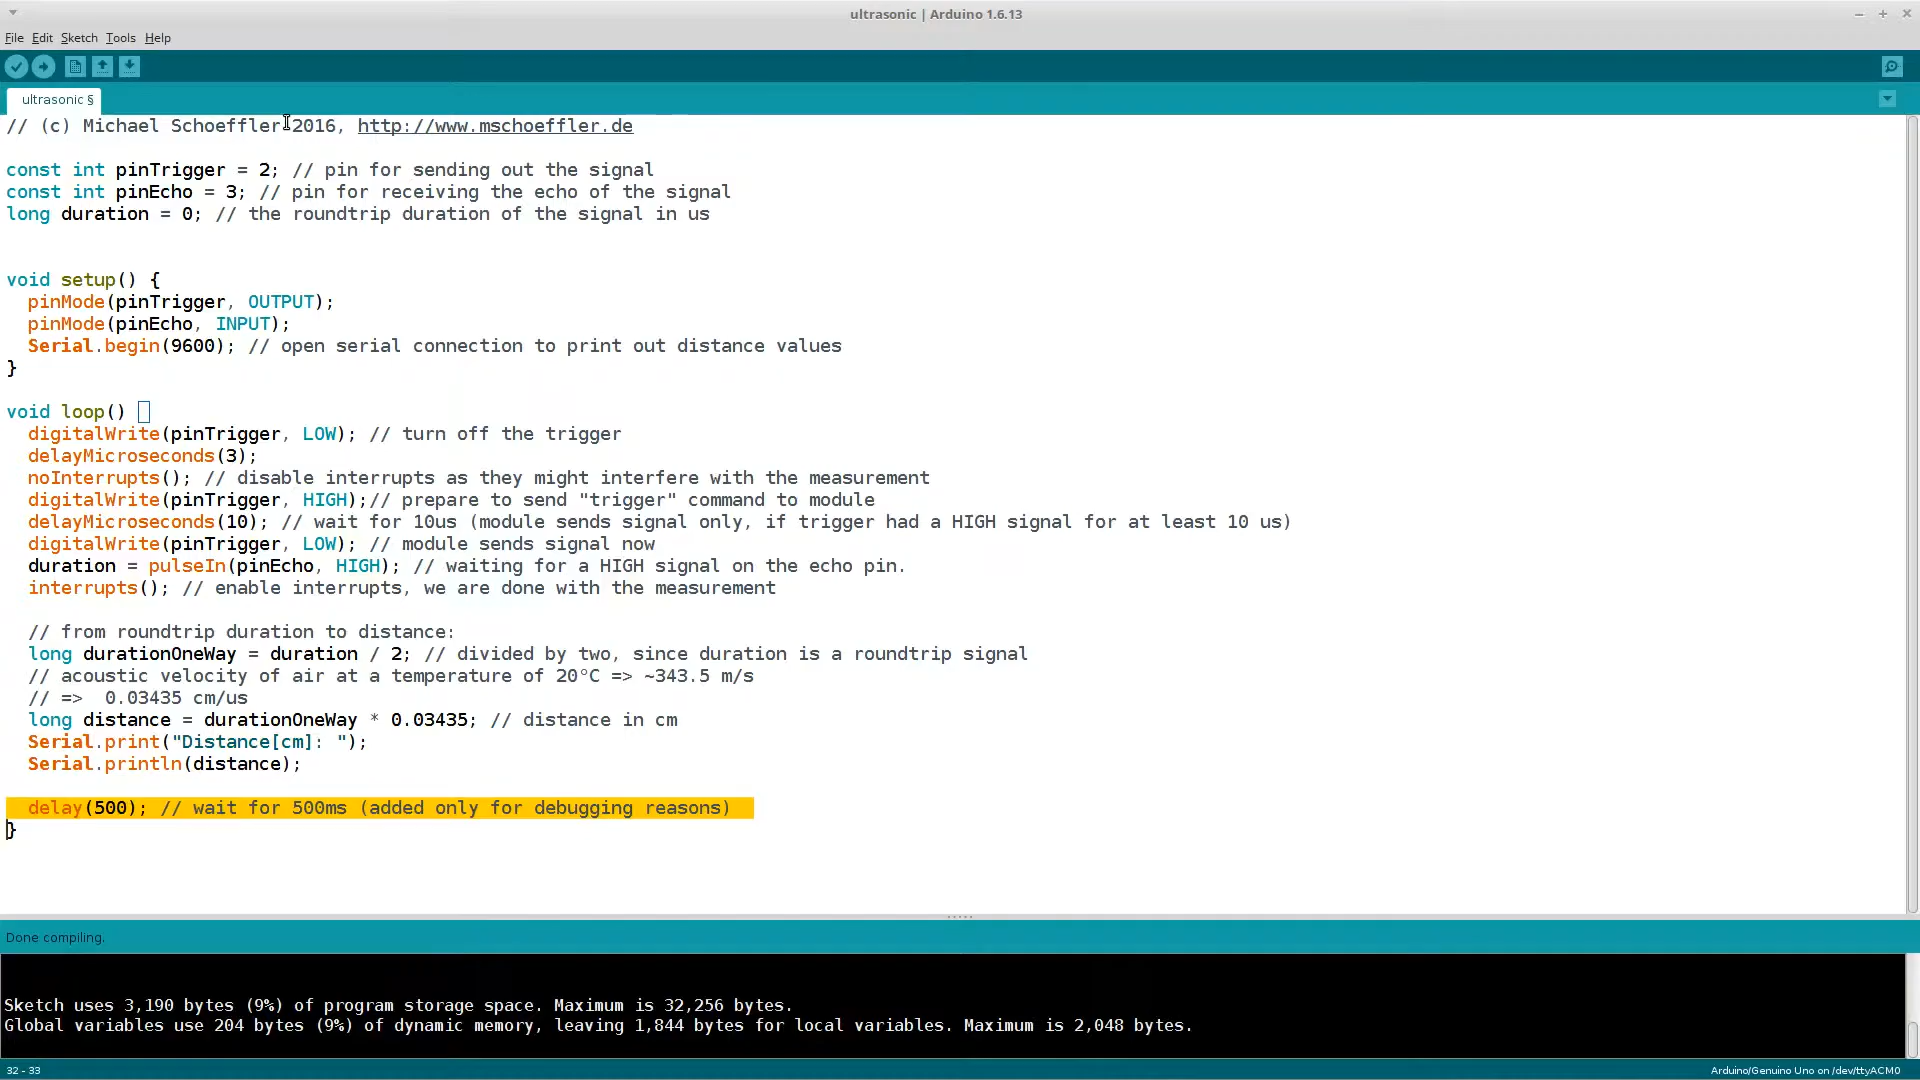 ultrasonic | Arduino 1.6.13
File Edit Sketch Tools Help
ultrasonic §
// (c) Michael Schoeffler 2016, http://www.mschoeffler.de
const int pinTrigger = 2; // pin for sending out the signal
const int pinEcho = 3; // pin for receiving the echo of the signal
long duration = 0; // the roundtrip duration of the signal in us
void setup() {
  pinMode(pinTrigger, OUTPUT);
  pinMode(pinEcho, INPUT);
  Serial.begin(9600); // open serial connection to print out distance values
}
void loop()
  digitalWrite(pinTrigger, LOW); // turn off the trigger
  delayMicroseconds(3);
  noInterrupts(); // disable interrupts as they might interfere with the measurement
  digitalWrite(pinTrigger, HIGH);// prepare to send "trigger" command to module
  delayMicroseconds(10); // wait for 10us (module sends signal only, if trigger had a HIGH signal for at least 10 us)
  digitalWrite(pinTrigger, LOW); // module sends signal now
  duration = pulseIn(pinEcho, HIGH); // waiting for a HIGH signal on the echo pin.
  interrupts(); // enable interrupts, we are done with the measurement
  // from roundtrip duration to distance:
  long durationOneWay = duration / 2; // divided by two, since duration is a roundtrip signal
  // acoustic velocity of air at a temperature of 20°C => ~343.5 m/s
  // =>  0.03435 cm/us
  long distance = durationOneWay * 0.03435; // distance in cm
  Serial.print("Distance[cm]: ");
  Serial.println(distance);
  delay(500); // wait for 500ms (added only for debugging reasons)
}
Done compiling.
Sketch uses 3,190 bytes (9%) of program storage space. Maximum is 32,256 bytes.
Global variables use 204 bytes (9%) of dynamic memory, leaving 1,844 bytes for local variables. Maximum is 2,048 bytes.
32 - 33
Arduino/Genuino Uno on /dev/ttyACM0